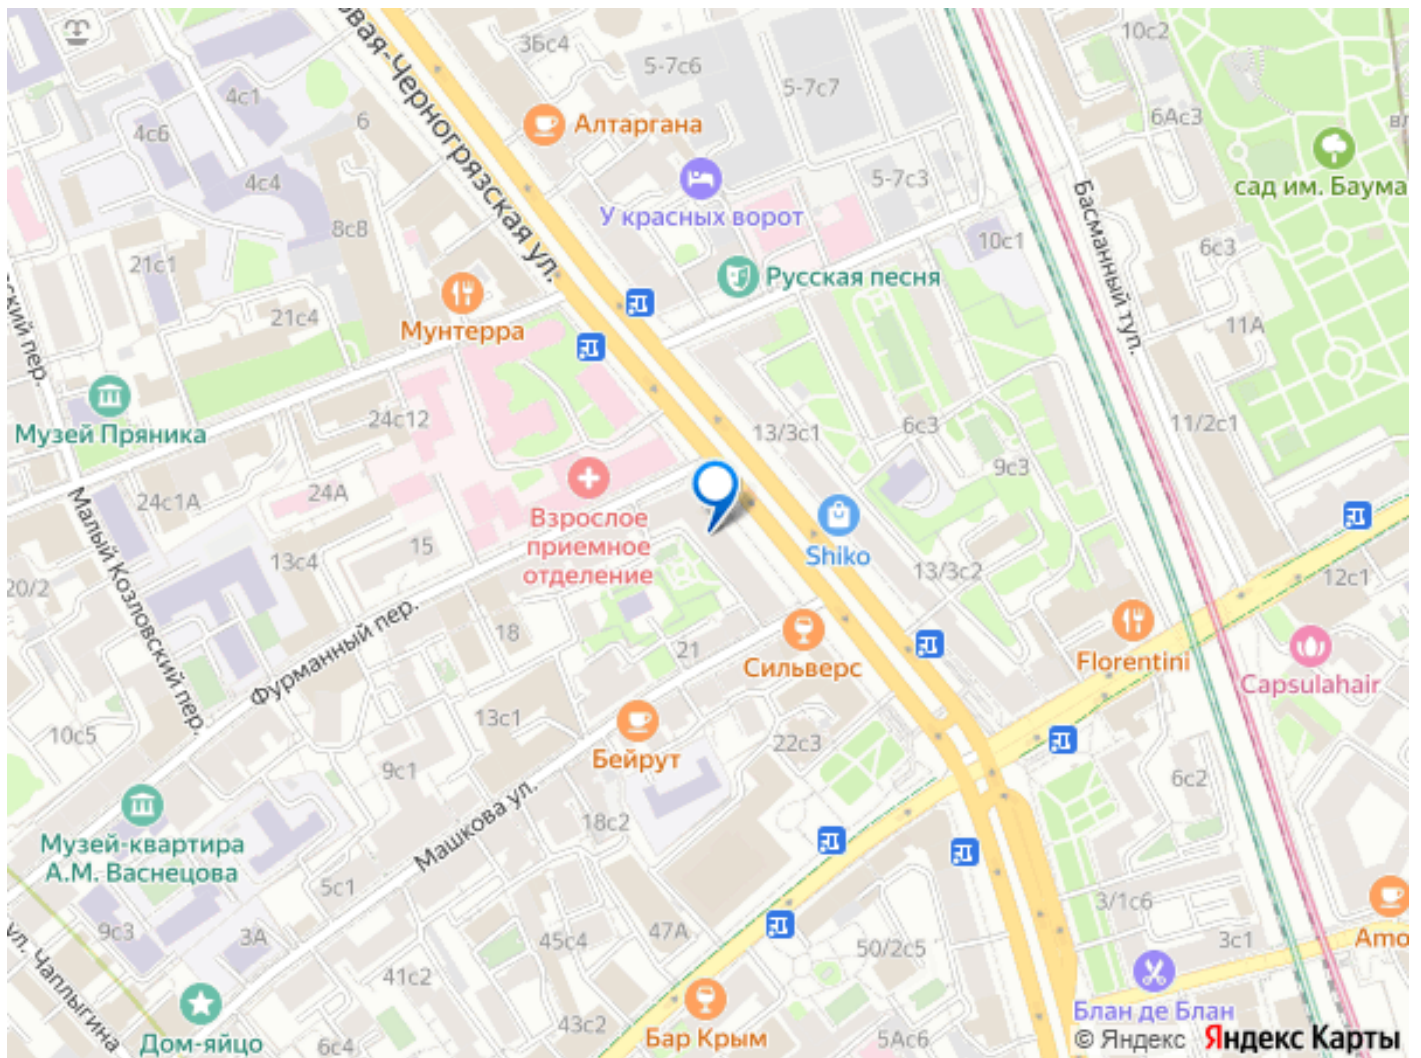 овая-Черногрязская ул.
3Бс4
5-7с6
5-7с7
10с2
6Ас3
4с1
4с6
6
Алтаргана
сад им. Баума
4с4
У красных ворот
5-7с3
8с8
10с1
6с3
21с1
Русская песня
Басманный туп.
ский пер.
21с4
Мунтерра
11А
Музей Пряника
24с12
13/3с1
6с3
11/2с1
9с3
24с1А
24А
Взрослое
приемное
отделение
Shiko
13/3с2
12с1
Малый Козловский пер.
13с4
15
20/2
Фурманный пер.
18
21
Сильверс
Florentini
Capsulahair
10с5
13с1
Бейрут
22с3
9с1
6с2
Машкова ул.
18с2
Музей-квартира
А.М. Васнецова
5с1
3/1с6
9с3
3А
45с4
47А
50/2с5
3с1
Amo
ул. Чаплыгина
41с2
Дом-яйцо
6с4
43с2
Бар Крым
5Ас6
Блан де Блан
© Яндекс Яндекс Карты